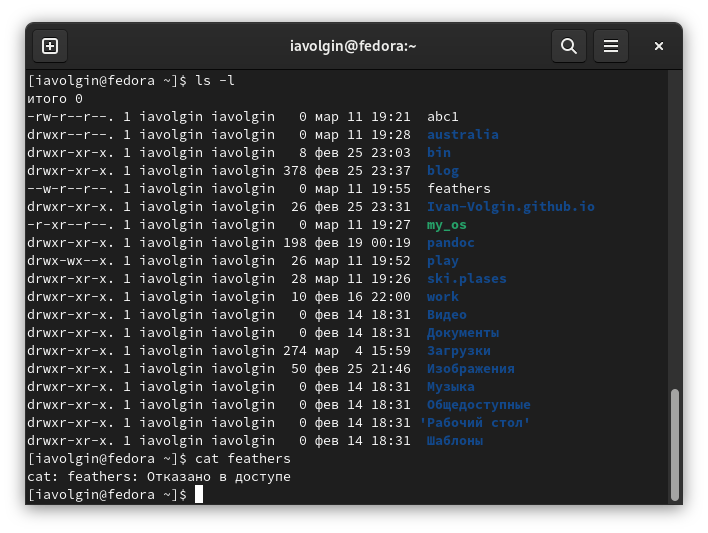 iavolgin@fedora:~
[iavolgin@fedora ~]$ ls -l
итого 0
-rw-r--r--. 1 iavolgin iavolgin   0 мар 11 19:21  abc1
drwxr--r--. 1 iavolgin iavolgin   0 мар 11 19:28  australia
drwxr-xr-x. 1 iavolgin iavolgin   8 фев 25 23:03  bin
drwxr-xr-x. 1 iavolgin iavolgin 378 фев 25 23:37  blog
--w-r--r--. 1 iavolgin iavolgin   0 мар 11 19:55  feathers
drwxr-xr-x. 1 iavolgin iavolgin  26 фев 25 23:31  Ivan-Volgin.github.io
-r-xr--r--. 1 iavolgin iavolgin   0 мар 11 19:27  my_os
drwxr-xr-x. 1 iavolgin iavolgin 198 фев 19 00:19  pandoc
drwx-wx--x. 1 iavolgin iavolgin  26 мар 11 19:52  play
drwxr-xr-x. 1 iavolgin iavolgin  28 мар 11 19:26  ski.plases
drwxr-xr-x. 1 iavolgin iavolgin  10 фев 16 22:00  work
drwxr-xr-x. 1 iavolgin iavolgin   0 фев 14 18:31  Видео
drwxr-xr-x. 1 iavolgin iavolgin   0 фев 14 18:31  Документы
drwxr-xr-x. 1 iavolgin iavolgin 274 мар  4 15:59  Загрузки
drwxr-xr-x. 1 iavolgin iavolgin  50 фев 25 21:46  Изображения
drwxr-xr-x. 1 iavolgin iavolgin   0 фев 14 18:31  Музыка
drwxr-xr-x. 1 iavolgin iavolgin   0 фев 14 18:31  Общедоступные
drwxr-xr-x. 1 iavolgin iavolgin   0 фев 14 18:31 'Рабочий стол'
drwxr-xr-x. 1 iavolgin iavolgin   0 фев 14 18:31  Шаблоны
[iavolgin@fedora ~]$ cat feathers
cat: feathers: Отказано в доступе
[iavolgin@fedora ~]$